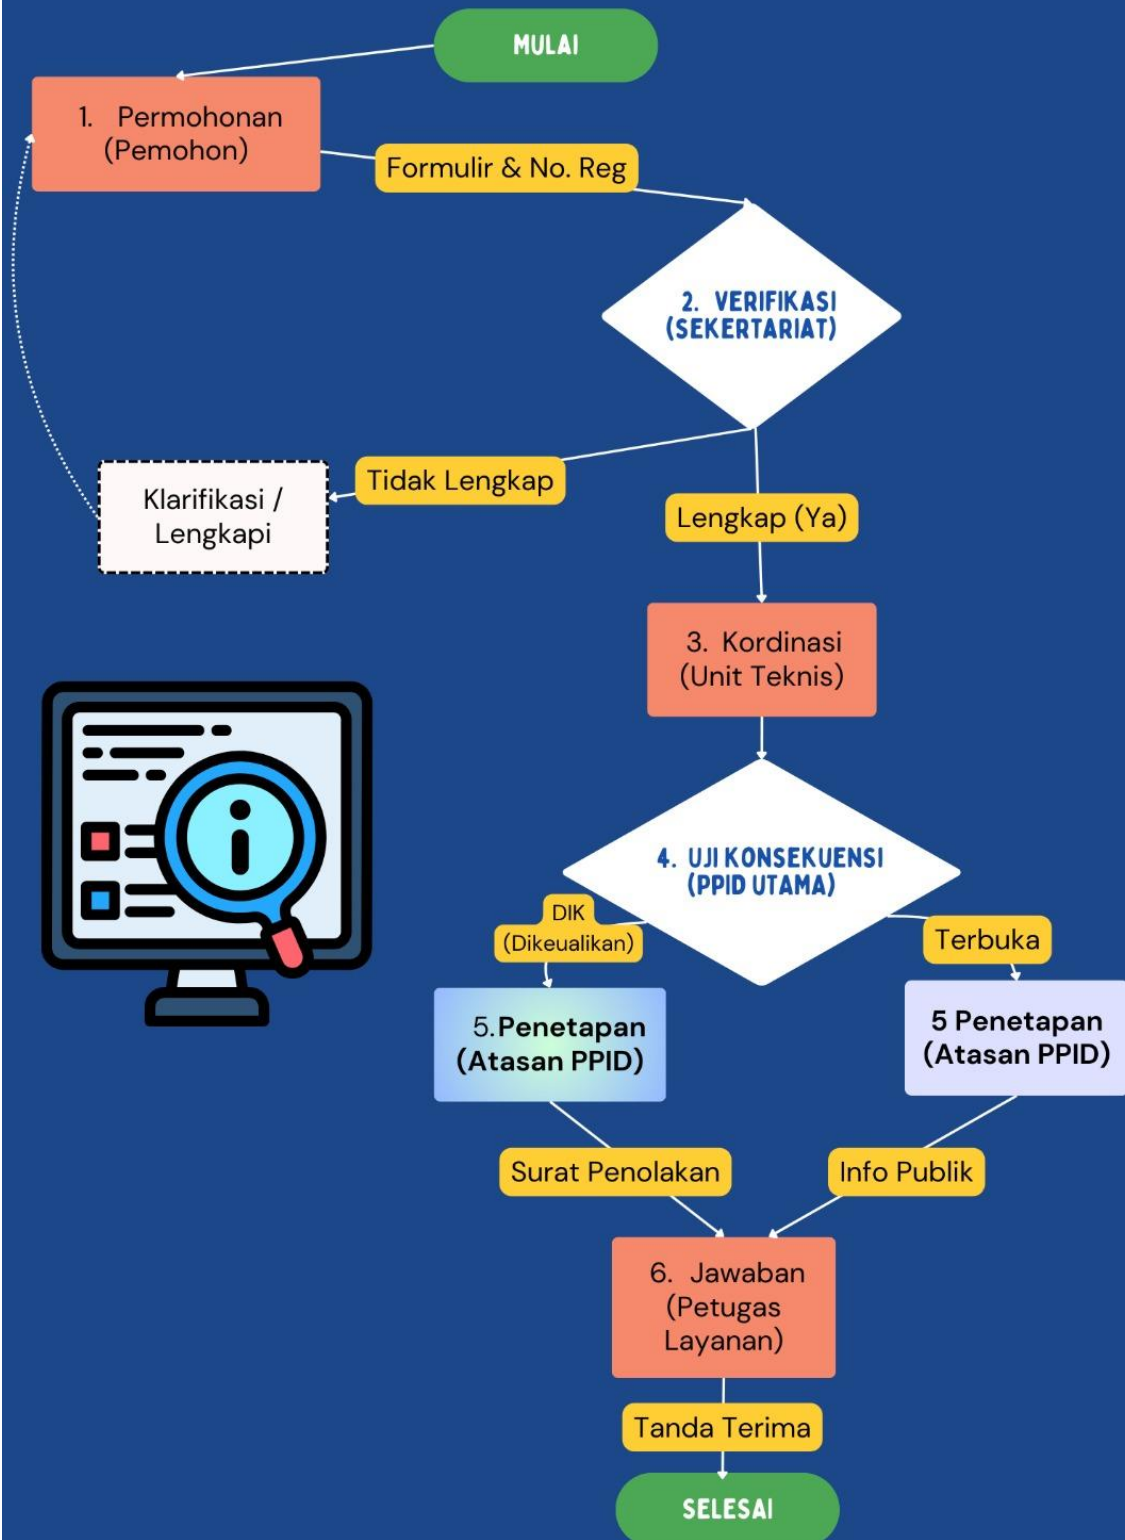 MULAI
1. Permohonan
(Pemohon)
Formulir & No. Reg
2. VERIFIKASI
(SEKERTARIAT)
Tidak Lengkap
Klarifikasi /
Lengkapi
Lengkap (Ya)
3. Kordinasi
(Unit Teknis)
4. UJI KONSEKUENSI
(PPID UTAMA)
DIK
(Dikeualikan)
Terbuka
5.Penetapan
(Atasan PPID)
5 Penetapan
(Atasan PPID)
Surat Penolakan
Info Publik
6. Jawaban
(Petugas
Layanan)
Tanda Terima
SELESAI